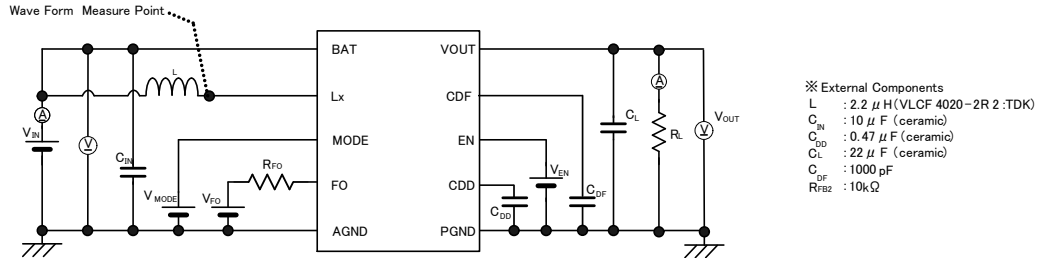 Wave Form Measure Point
BAT
Lx
MODE
FO
AGND
VOUT
CDF
EN
CDD
PGND
L
A
VIN
V
CIN
VMODE
VFO
RFO
VEN
CDD
CDF
CL
A
RL
V
VOUT
※ External Components
L : 2.2 μH(VLCF 4020-2R 2 :TDK)
CIN : 10 μF (ceramic)
CDD : 0.47 μF (ceramic)
CL : 22 μF (ceramic)
CDF : 1000 pF
RFB2 : 10kΩ